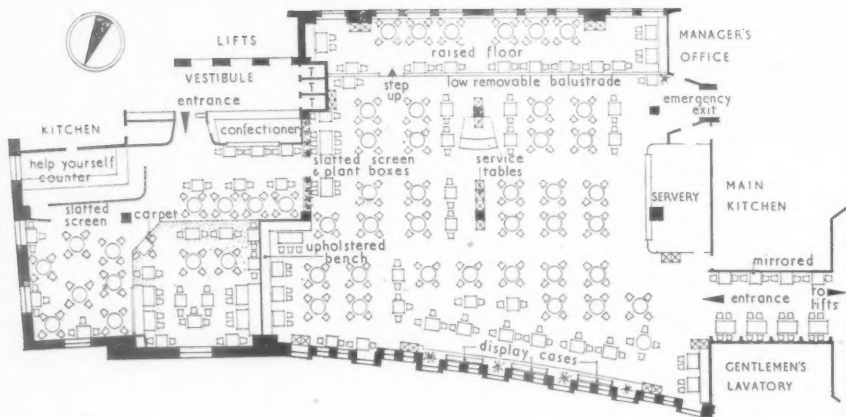 LIFTS
VESTIBULE
entrance
KITCHEN
confectioner
help yourself
counter
slatted
screen
carpet
raised floor
step
up
low removable balustrade
MANAGER'S
OFFICE
emergency
exit
slatted screen
& plant boxes
service
tables
SERVERY
MAIN
KITCHEN
upholstered
bench
mirrored
entrance
to
lifts
display cases
GENTLEMEN'S
LAVATORY
T
T
T